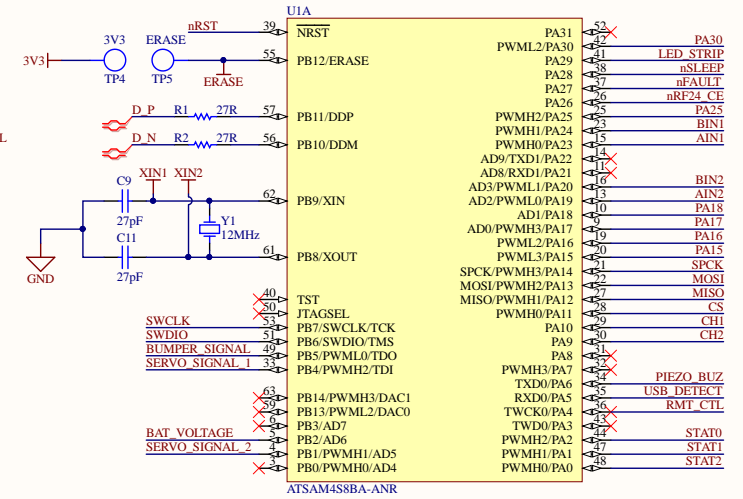 U1A
nRST 39 NRST
3V3 3V3 TP4
ERASE TP5
55 PB12/ERASE
ERASE
D_P R1 27R 57 PB11/DDP
D_N R2 27R 56 PB10/DDM
L
XIN1 XIN2
C9
27pF
62 PB9/XIN
Y1
12MHz
C11
27pF
61 PB8/XOUT
GND
40 TST
50 JTAGSEL
SWCLK 53 PB7/SWCLK/TCK
SWDIO 51 PB6/SWDIO/TMS
BUMPER_SIGNAL 49 PB5/PWML0/TDO
SERVO_SIGNAL_1 33 PB4/PWMH2/TDI
63 PB14/PWMH3/DAC1
59 PB13/PWML2/DAC0
6 PB3/AD7
BAT_VOLTAGE 5 PB2/AD6
SERVO_SIGNAL_2 4 PB1/PWMH1/AD5
3 PB0/PWMH0/AD4
PA31 52
PWML2/PA30 42 PA30
PA29 41 LED_STRIP
PA28 38 nSLEEP
PA27 37 nFAULT
PA26 26 nRF24_CE
PWMH2/PA25 25 PA25
PWMH1/PA24 23 BIN1
PWMH0/PA23 15 AIN1
AD9/TXD1/PA22 14
AD8/RXD1/PA21 11
AD3/PWML1/PA20 16 BIN2
AD2/PWML0/PA19 13 AIN2
AD1/PA18 10 PA18
AD0/PWMH3/PA17 9 PA17
PWML2/PA16 19 PA16
PWML3/PA15 20 PA15
SPCK/PWMH3/PA14 21 SPCK
MOSI/PWMH2/PA13 22 MOSI
MISO/PWMH1/PA12 27 MISO
PWMH0/PA11 28 CS
PA10 29 CH1
PA9 30 CH2
PA8 31
PWMH3/PA7 32
TXD0/PA6 34 PIEZO_BUZ
RXD0/PA5 35 USB_DETECT
TWCK0/PA4 36 RMT_CTL
TWD0/PA3 43
PWMH2/PA2 44 STAT0
PWMH1/PA1 47 STAT1
PWMH0/PA0 48 STAT2
ATSAM4S8BA-ANR